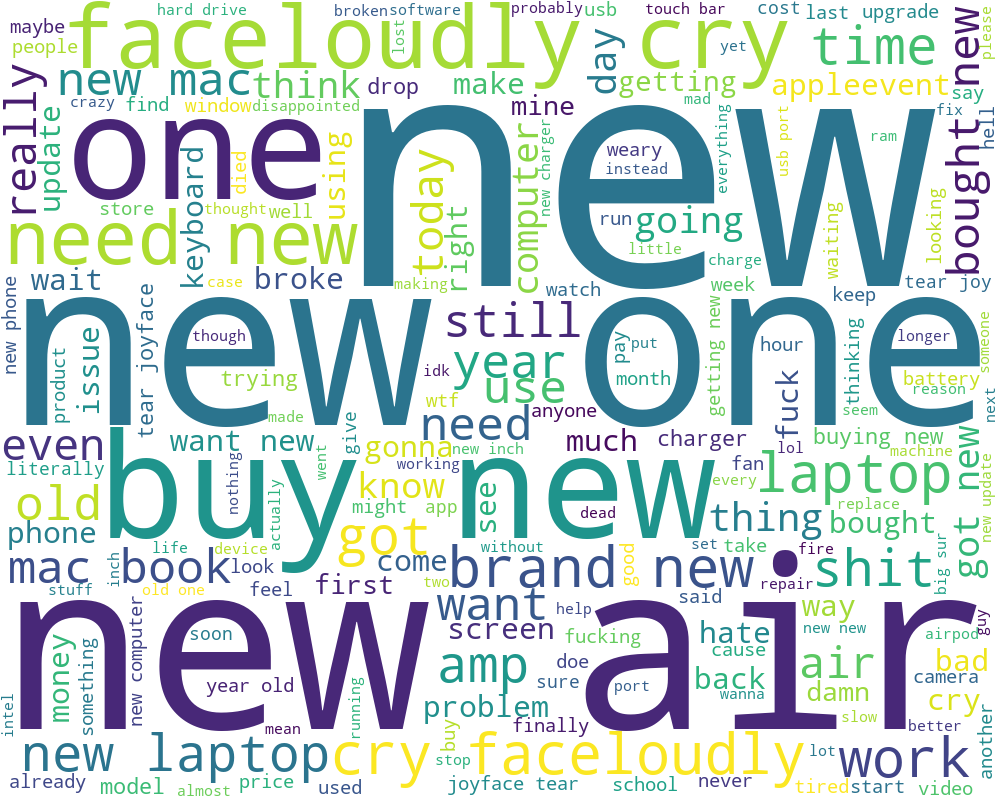 hard drive
broken
software
probably
usb
touch bar
cost
last upgrade
maybe
people
faceloudly cry
lost
yet
time
please
new mac
think
drop
make
day
getting
appleevent
new
say
really
crazy
find
window
disappointed
mine
mad
fix
hell
update
one
new
using
died
keyboard
today
computer
new charger
weary
instead
everything
usb port
ram
store
thought
well
right
run
going
looking
bought
need new
little
waiting
wait
case
broke
making
watch
charge
week
keep
tear joy
new phone
product
issue
tear joyface
new one
though
still
pay
put
hour
longer
trying
year
idk
month
getting new
thinking
battery
someone
reason
use
wtf
made
seem
next
fuck
even
want new
give
gonna
need
anyone
much
charger
lol
buying new
literally
nothing
actually
went
working
new inch
fan
every
machine
buy new
laptop
got new
new update
old
know
see
replace
might
app
dead
thing
bought
phone
got
life
device
without
set
take
fire
big sur
mac
book
inch
look
come
brand new
good
shit
stuff
old one
feel
first
two
repair
said
new air
want
help
way
guy
soon
screen
fucking
hate
new new
airpod
money
something
new computer
cause
year old
amp
doe
back
air
bad
sure
port
wanna
damn
camera
intel
running
problem
cry
mean
finally
slow
better
new laptop
cry faceloudly
buy
stop
lot
work
another
already
model
almost
price
used
joyface tear
school
never
tired
start
video